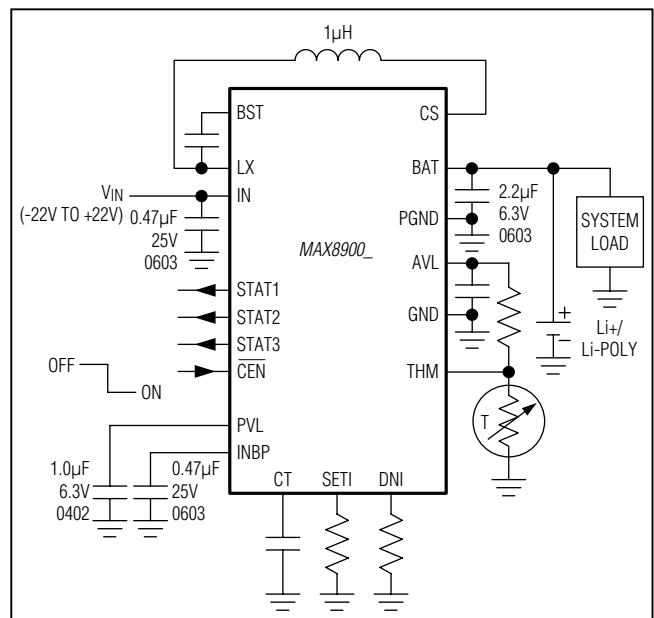 1µH
BST
CS
LX
BAT
VIN
(-22V TO +22V)
IN
0.47µF
25V
0603
2.2µF
6.3V
0603
PGND
SYSTEM
LOAD
MAX8900_
AVL
STAT1
STAT2
STAT3
CEN
GND
Li+/
Li-POLY
OFF
ON
THM
T
PVL
INBP
1.0µF
6.3V
0402
0.47µF
25V
0603
CT
SETI
DNI